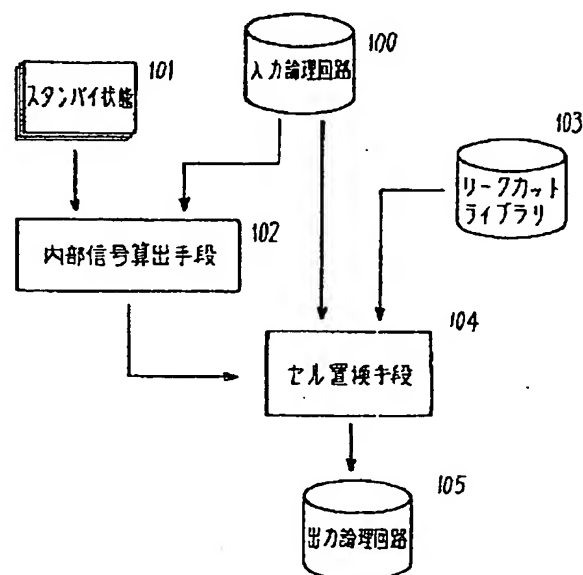 100
入力論理回路
101
スタンバイ状態
103
リークカット
ライブラリ
102
内部信号算出手段
104
セル置換手段
105
出力論理回路